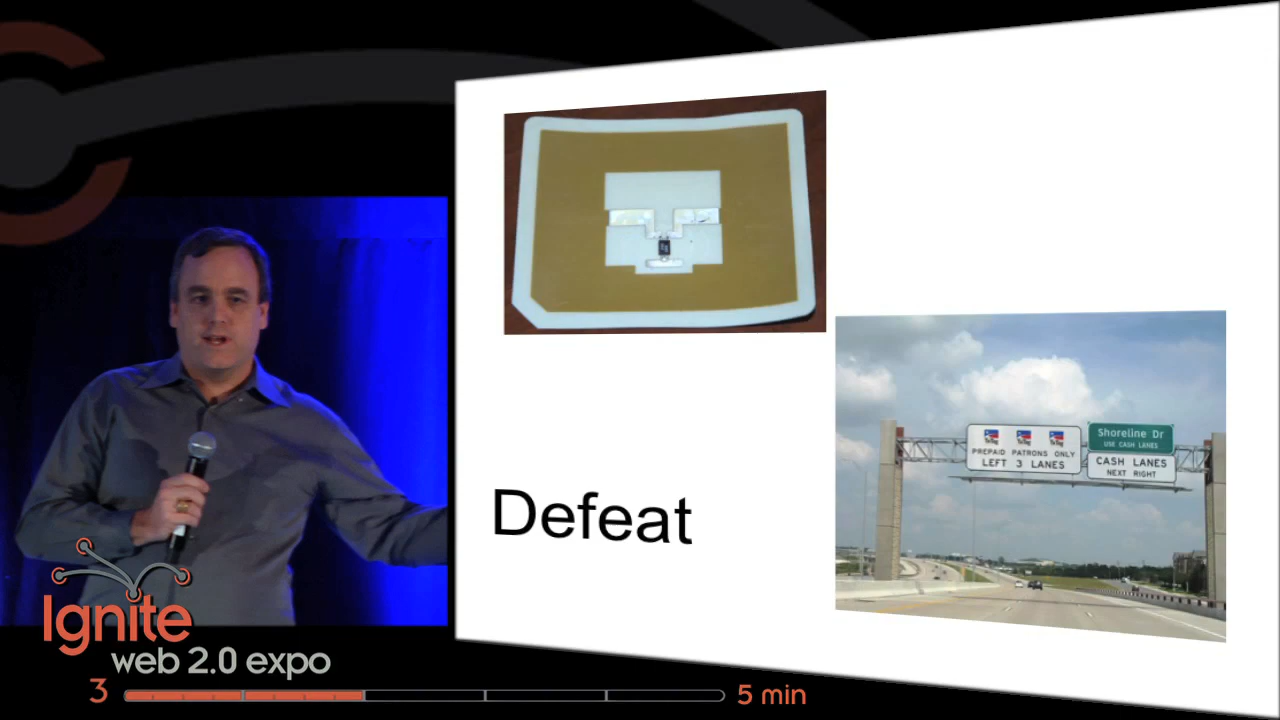 Defeat
PREPAID PATRONS ONLY
LEFT 3 LANES
Shoreline Dr
USE CASH LANES
CASH LANES
NEXT RIGHT
Ignite
web 2.0 expo
3
5 min